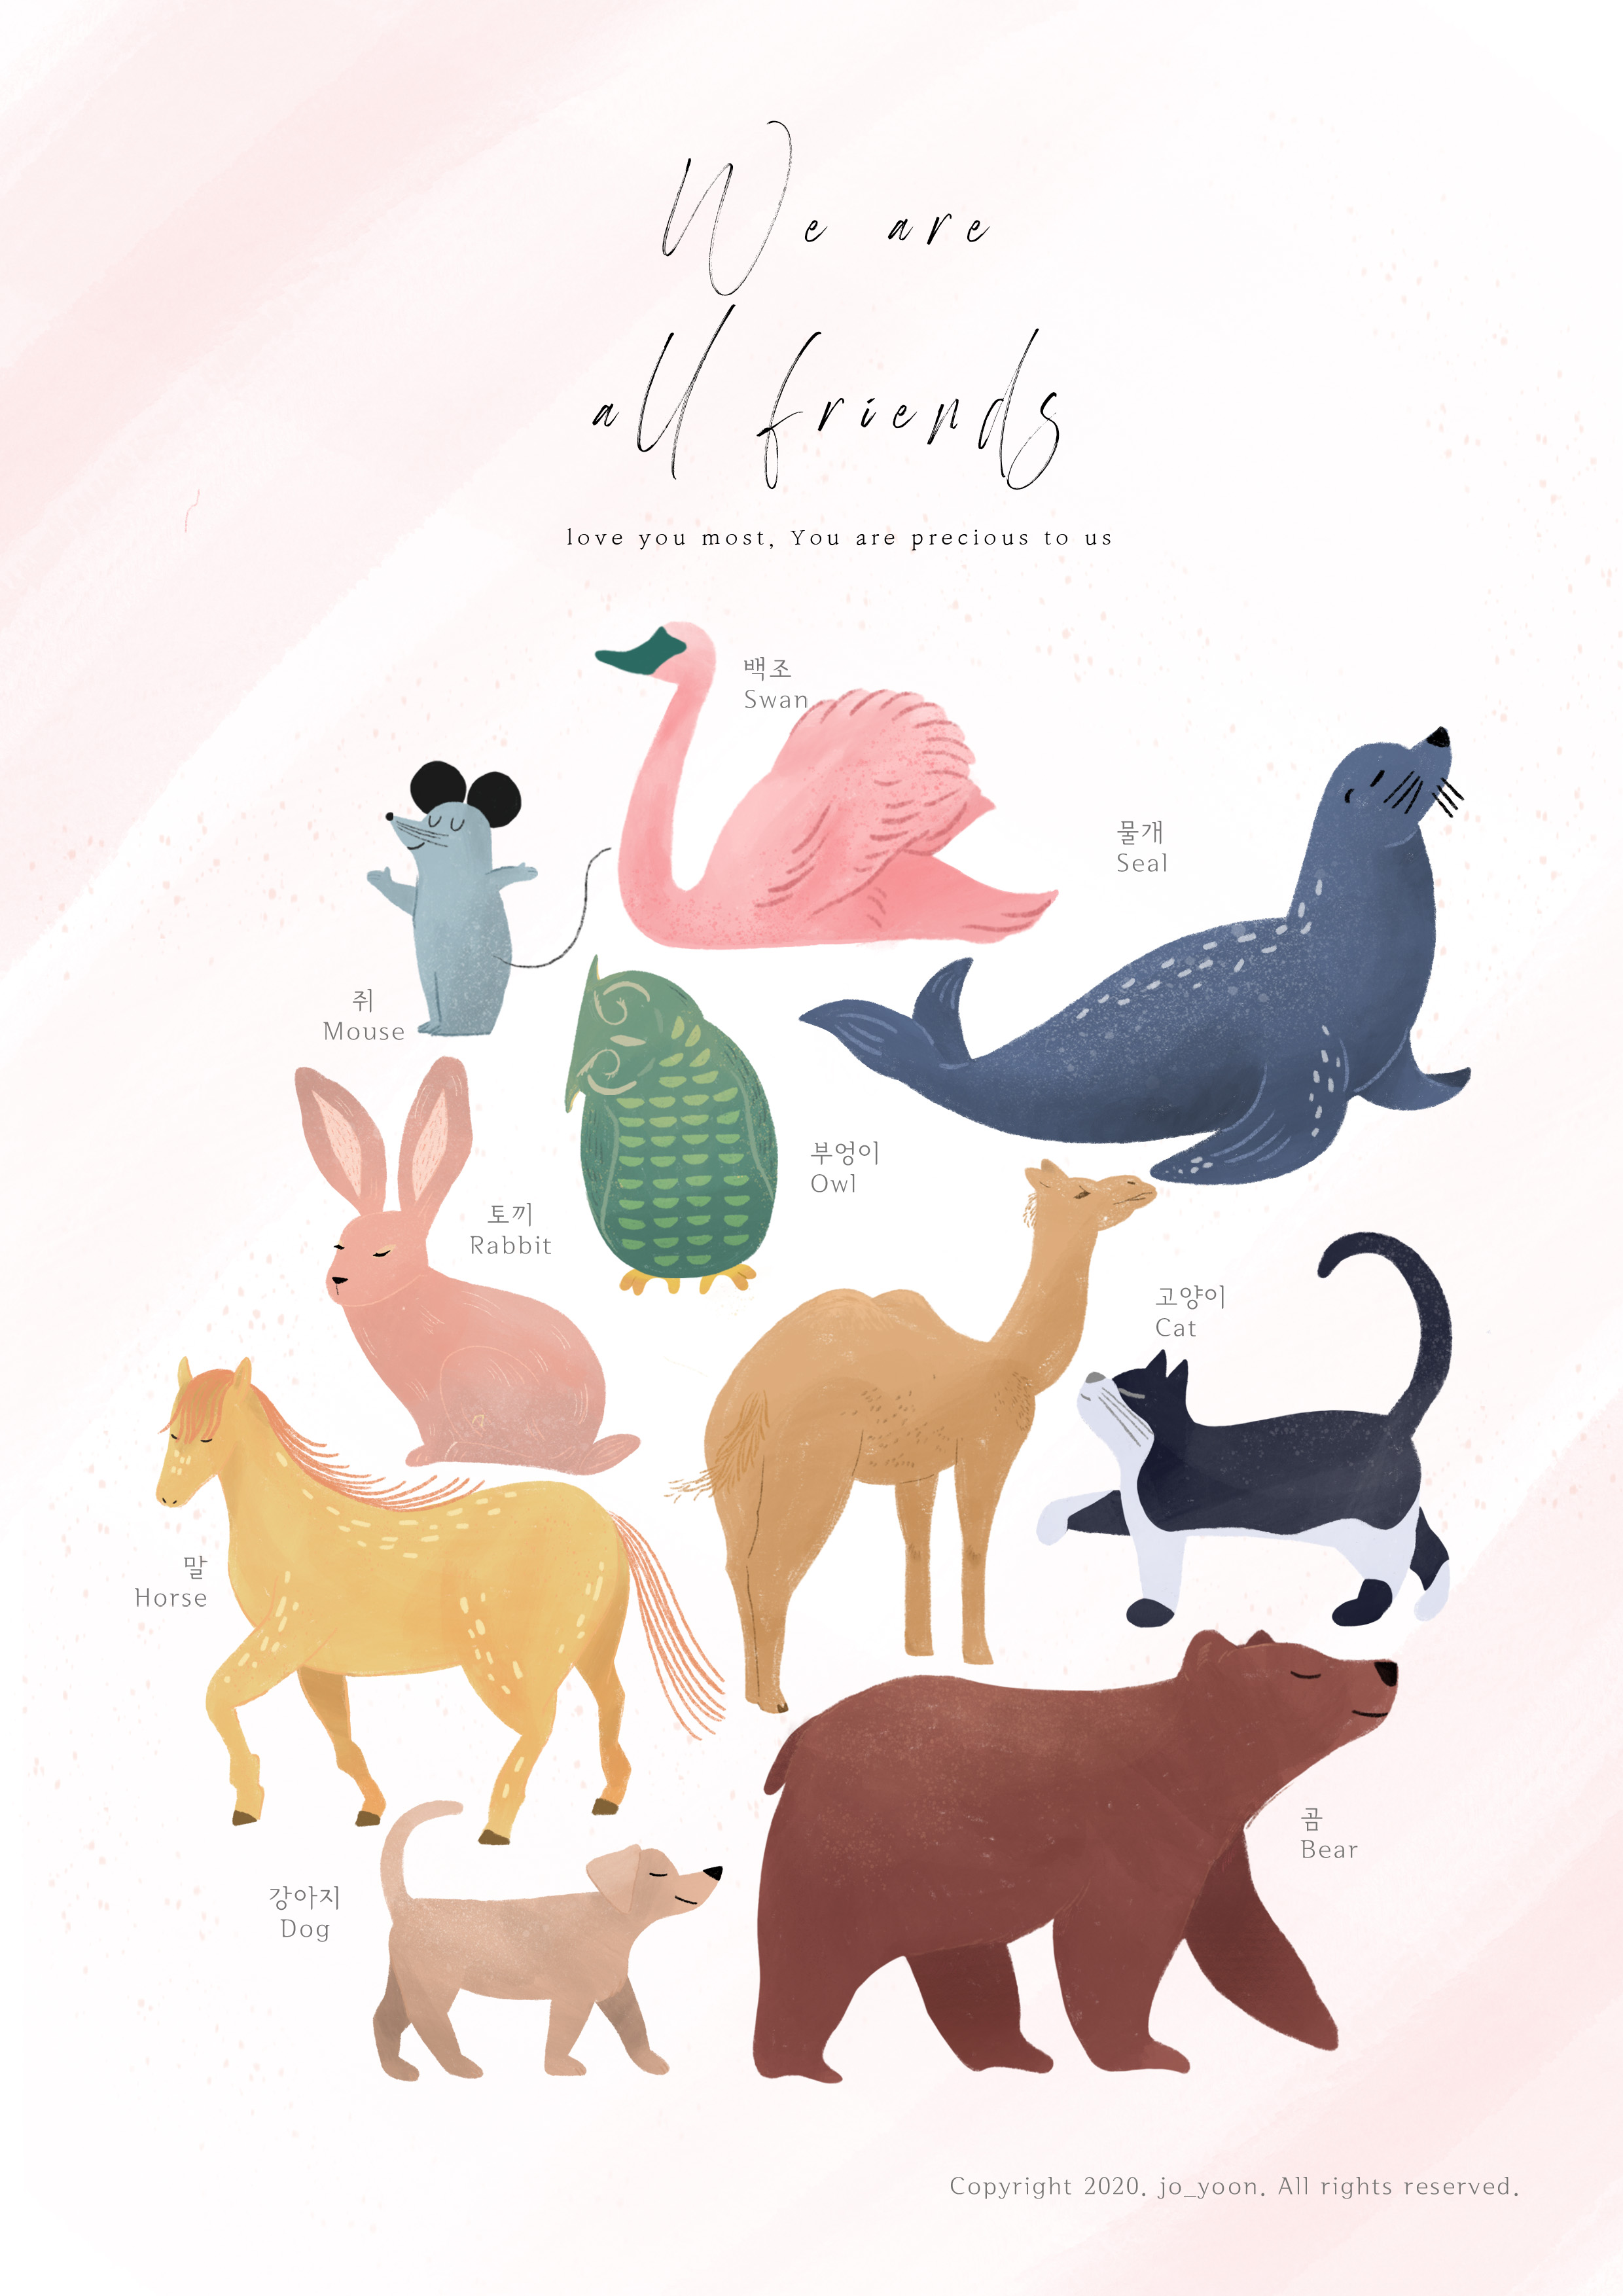 We are
all friends
love you most, You are precious to us
백조
Swan
물개
Seal
쥐
Mouse
부엉이
Owl
토끼
Rabbit
고양이
Cat
말
Horse
곰
Bear
강아지
Dog
Copyright 2020. jo_yoon. All rights reserved.